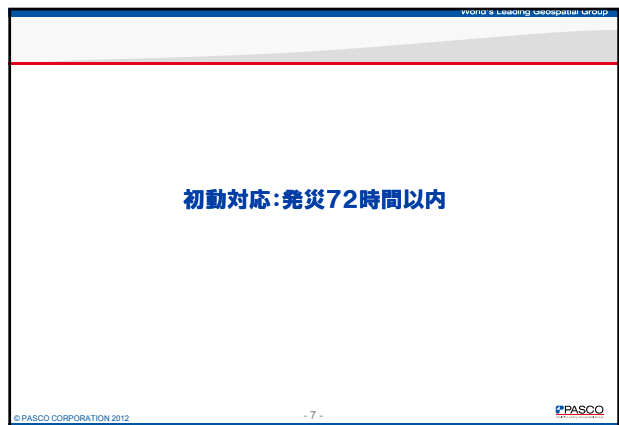 World's Leading Geospatial Group
初動対応:発災72時間以内
© PASCO CORPORATION 2012
- 7 -
PASCO